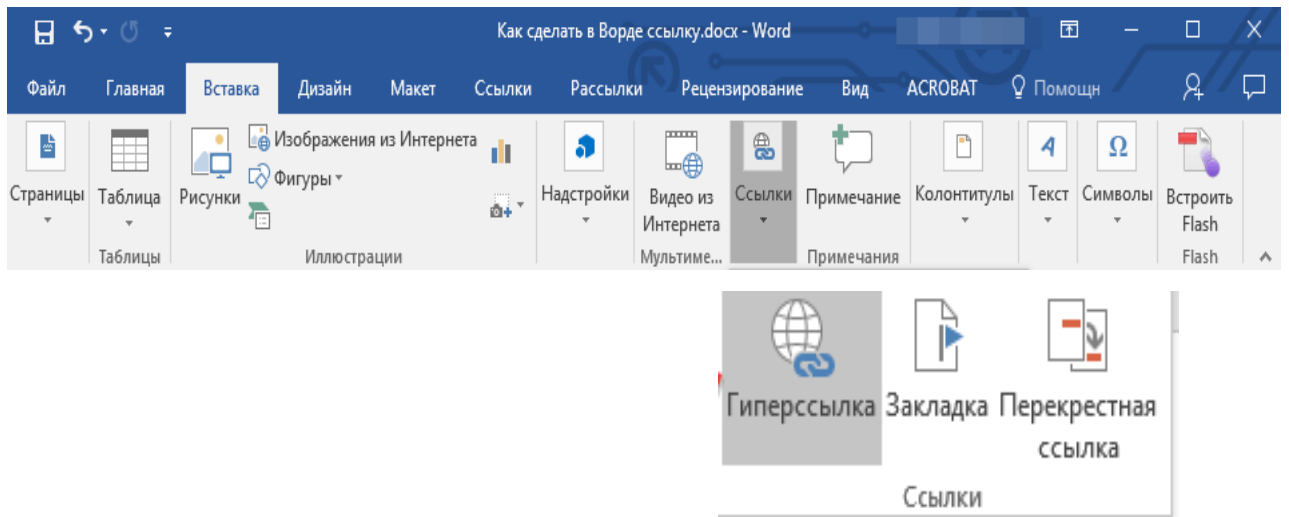 Как сделать в Ворде ссылку.docx - Word
Файл Главная Вставка Дизайн Макет Ссылки Рассылки Рецензирование Вид ACROBAT Помощн
Изображения из Интернета
Фигуры
Страницы Таблица Рисунки Надстройки Видео из Ссылки Примечание Колонтитулы Текст Символы Встроить
Интернета Flash
Таблицы Иллюстрации Мультиме... Примечания Flash
Гиперссылка Закладка Перекрестная
ссылка
Ссылки